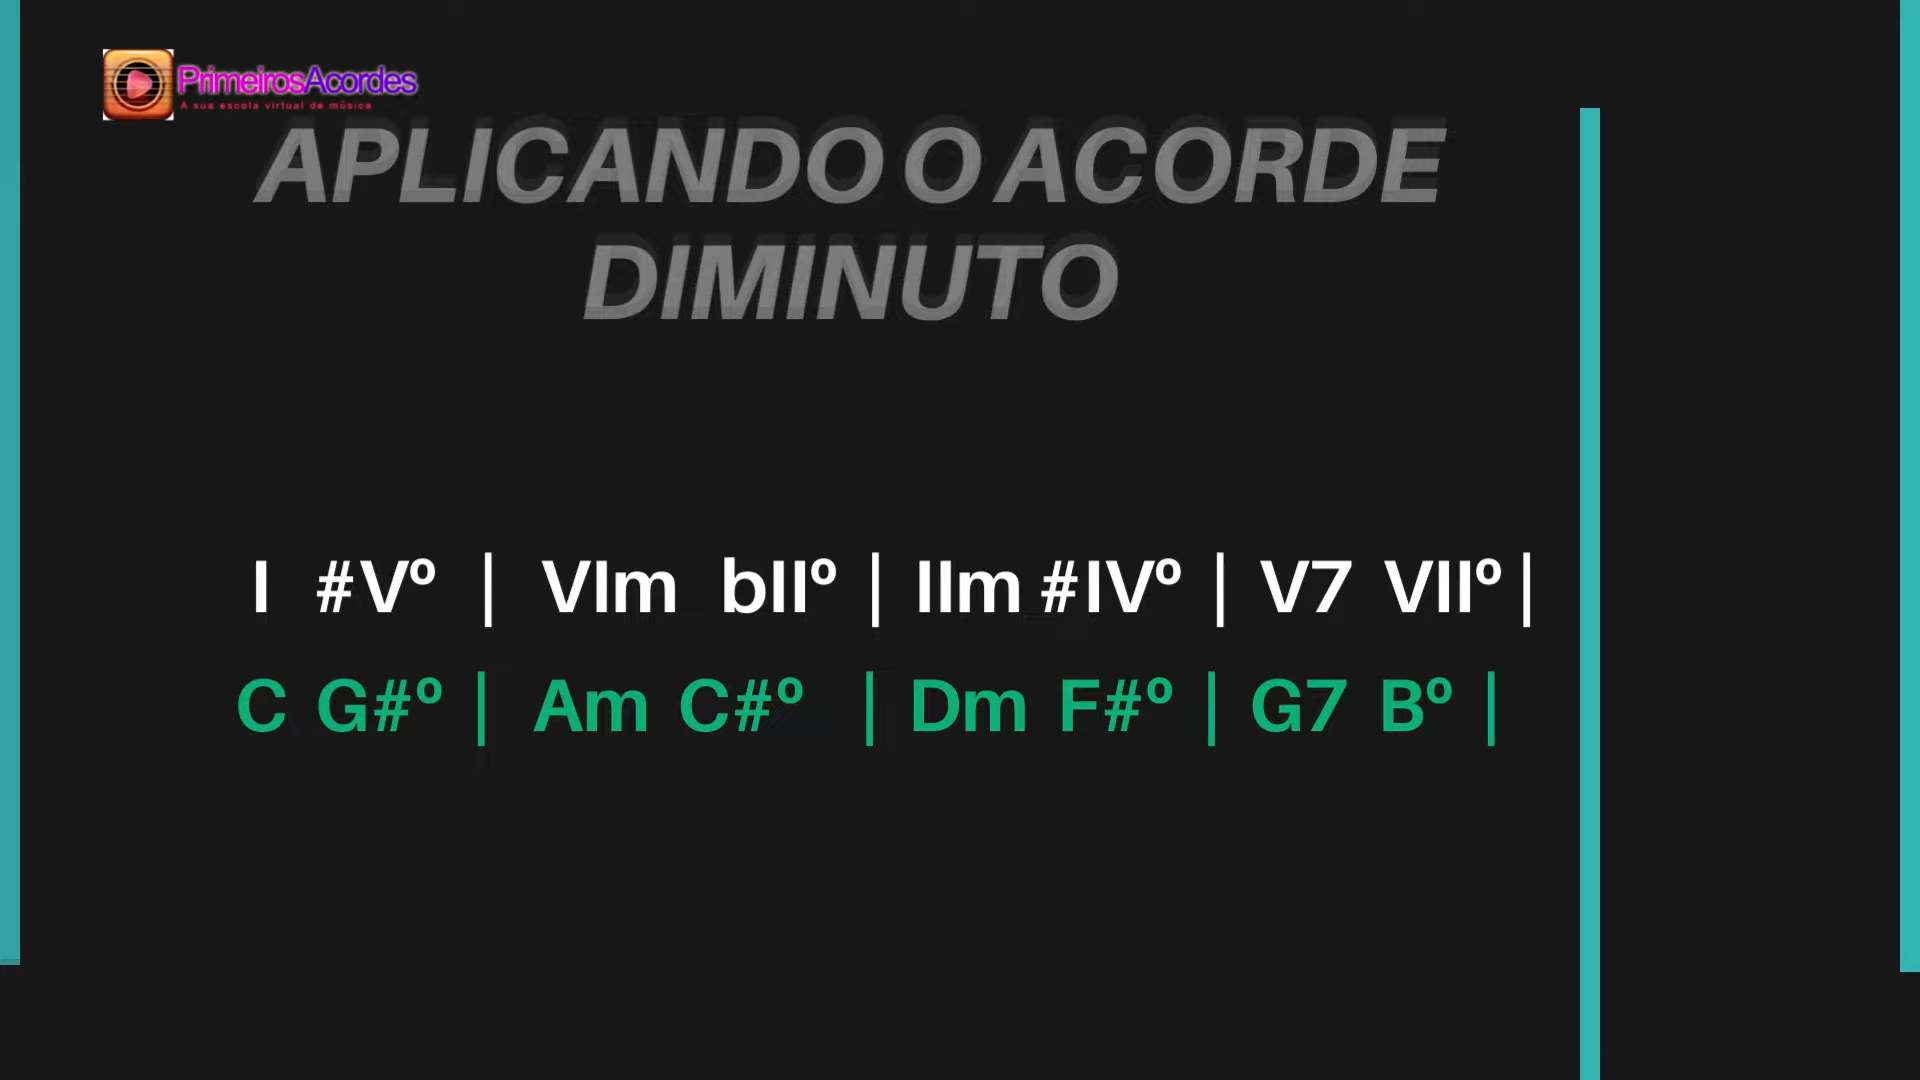 PrimeirosAcordes
A sua escola virtual de música
APLICANDO O ACORDE
DIMINUTO
I #Vº | VIm bIIº | IIm #IVº | V7 VIIº |
C G#º | Am C#º | Dm F#º | G7 Bº |